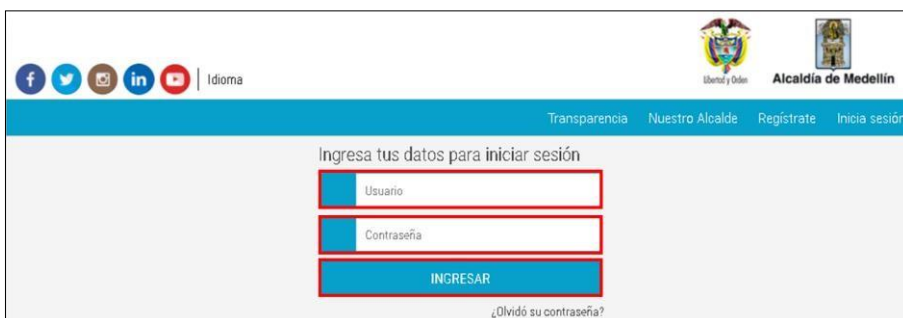 Idioma
Libertad y Orden
Alcaldía de Medellín
Transparencia Nuestro Alcalde Regístrate Inicia sesión
Ingresa tus datos para iniciar sesión
Usuario
Contraseña
INGRESAR
¿Olvidó su contraseña?